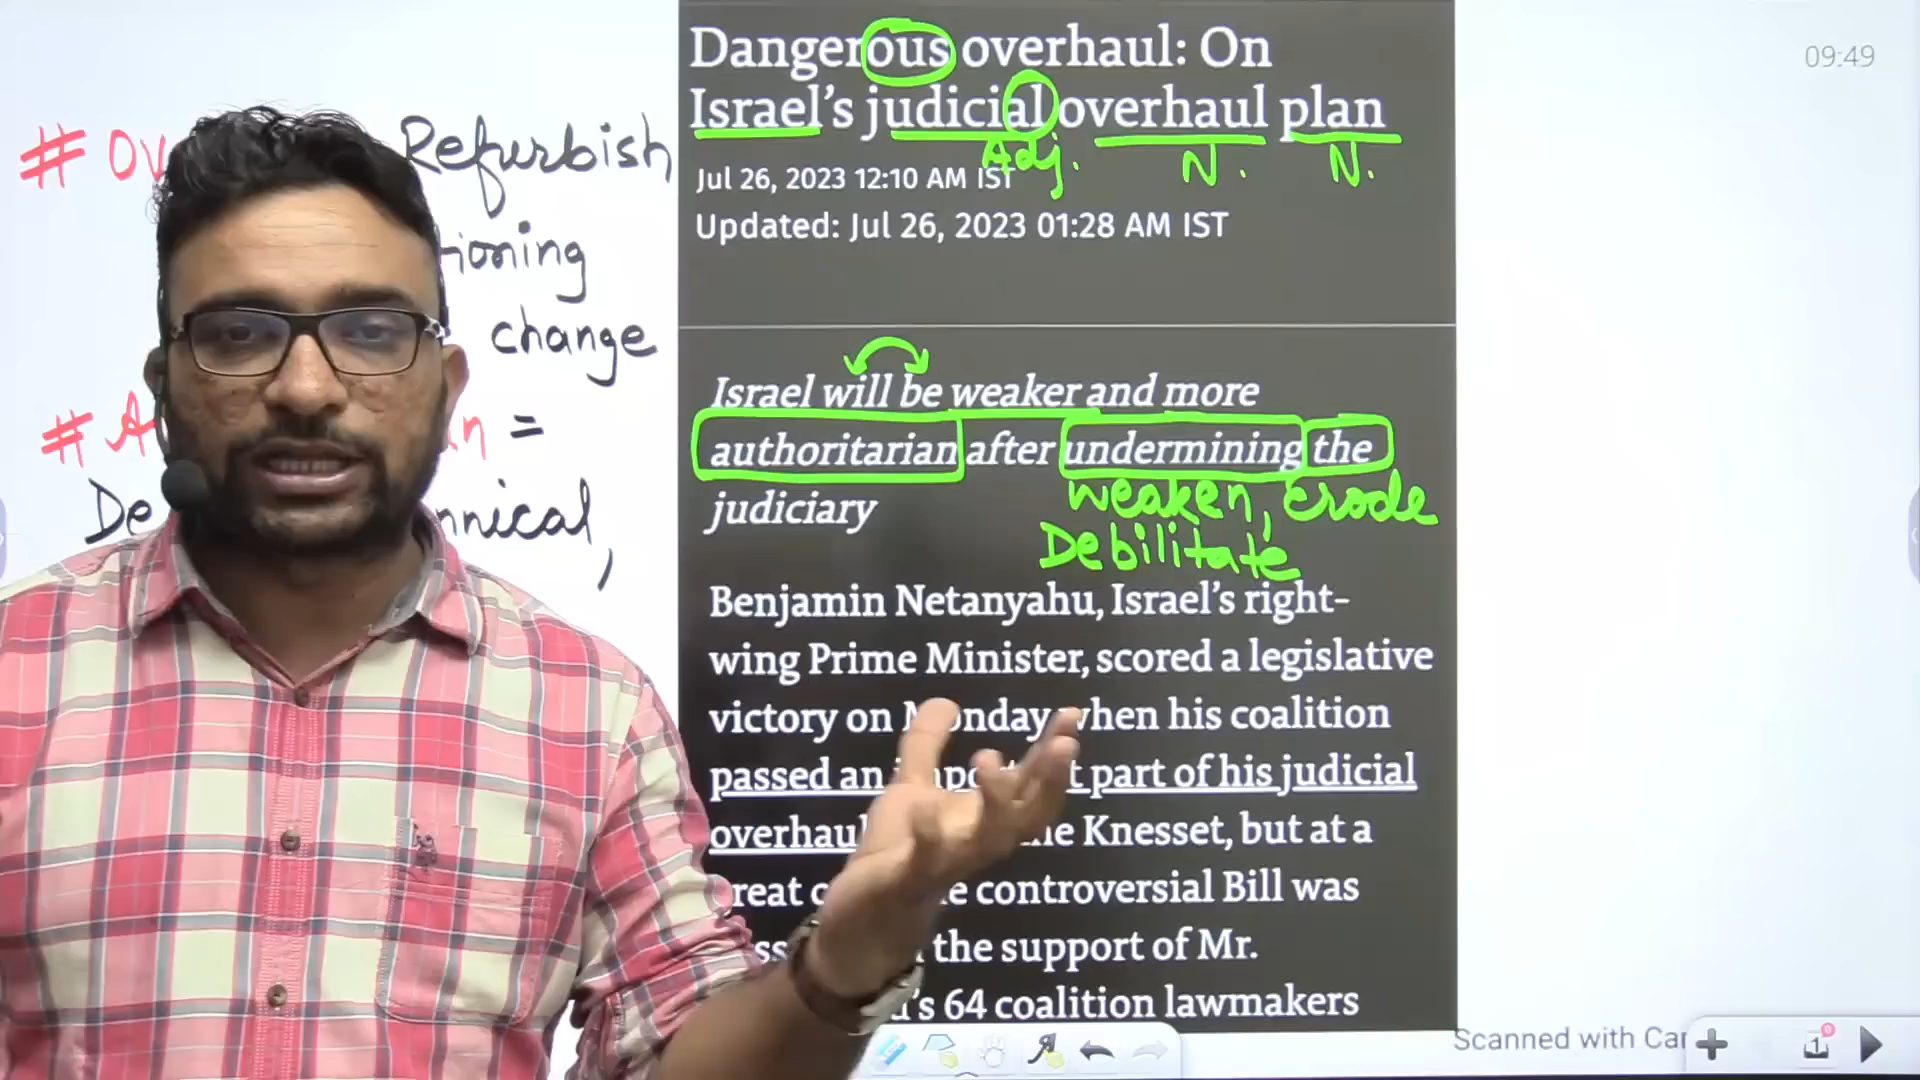 Dangerous overhaul: On
Israel's judicial overhaul plan
Adj. N. N.
Jul 26, 2023 12:10 AM IST
Updated: Jul 26, 2023 01:28 AM IST
09:49
# Refurbish
change
# =
Israel will be weaker and more
authoritarian after undermining the
judiciary
weaken, Erode
Debilitate
Benjamin Netanyahu, Israel's right-
wing Prime Minister, scored a legislative
victory on Monday when his coalition
passed an important part of his judicial
overhaul Knesset, but at a
controversial Bill was
the support of Mr.
64 coalition lawmakers
Scanned with
1
0